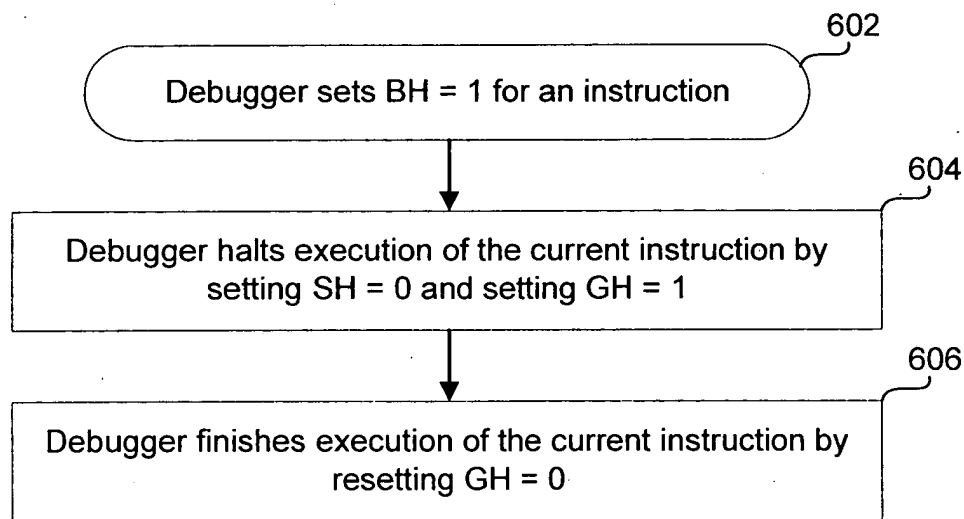 602
Debugger sets BH = 1 for an instruction
604
Debugger halts execution of the current instruction by
setting SH = 0 and setting GH = 1
606
Debugger finishes execution of the current instruction by
resetting GH = 0